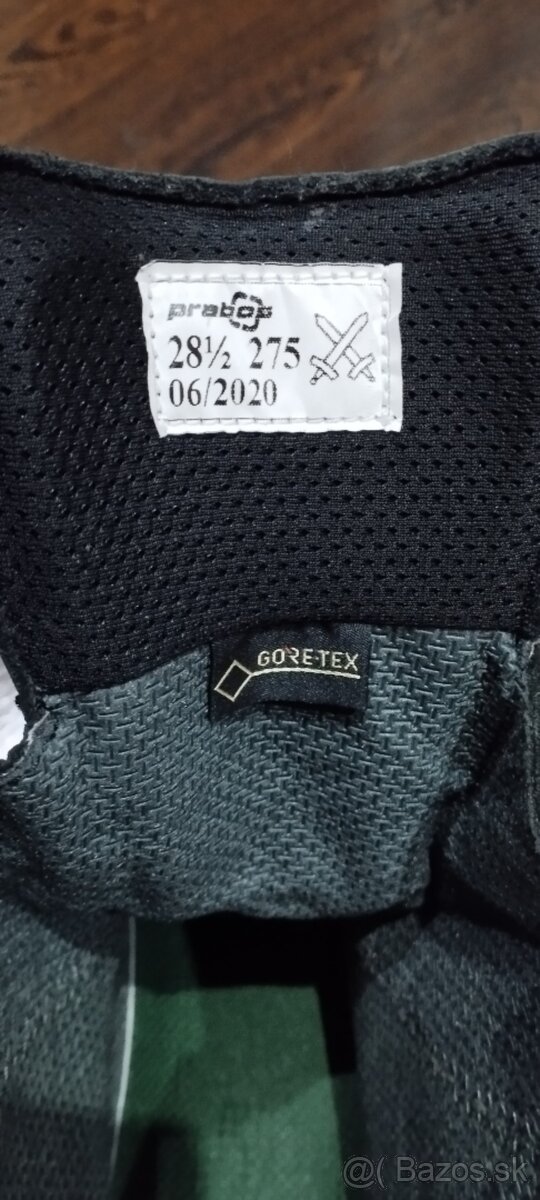 prabos
28½ 275
06/2020
GORE-TEX
@( Bazos.sk